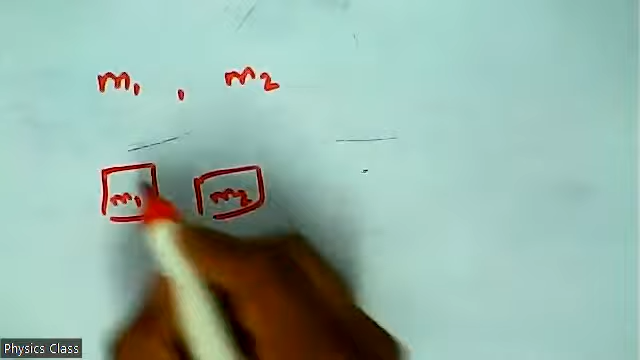 m₁ , m₂
m₁ m₂
Physics Class